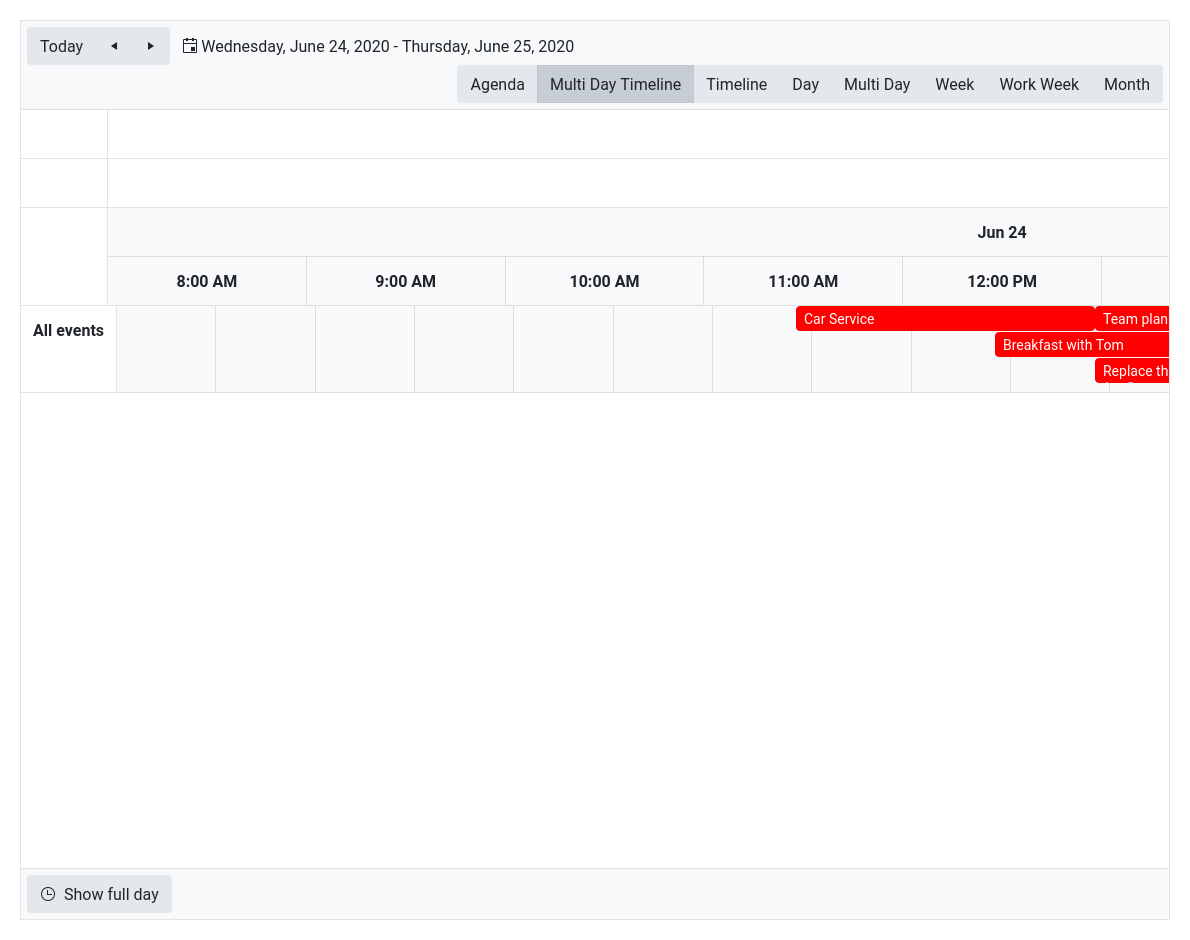 Today
Wednesday, June 24, 2020 - Thursday, June 25, 2020
Agenda Multi Day Timeline Timeline Day Multi Day Week Work Week Month
Jun 24
8:00 AM 9:00 AM 10:00 AM 11:00 AM 12:00 PM
All events
Car Service Team plan
Breakfast with Tom
Replace th
Show full day